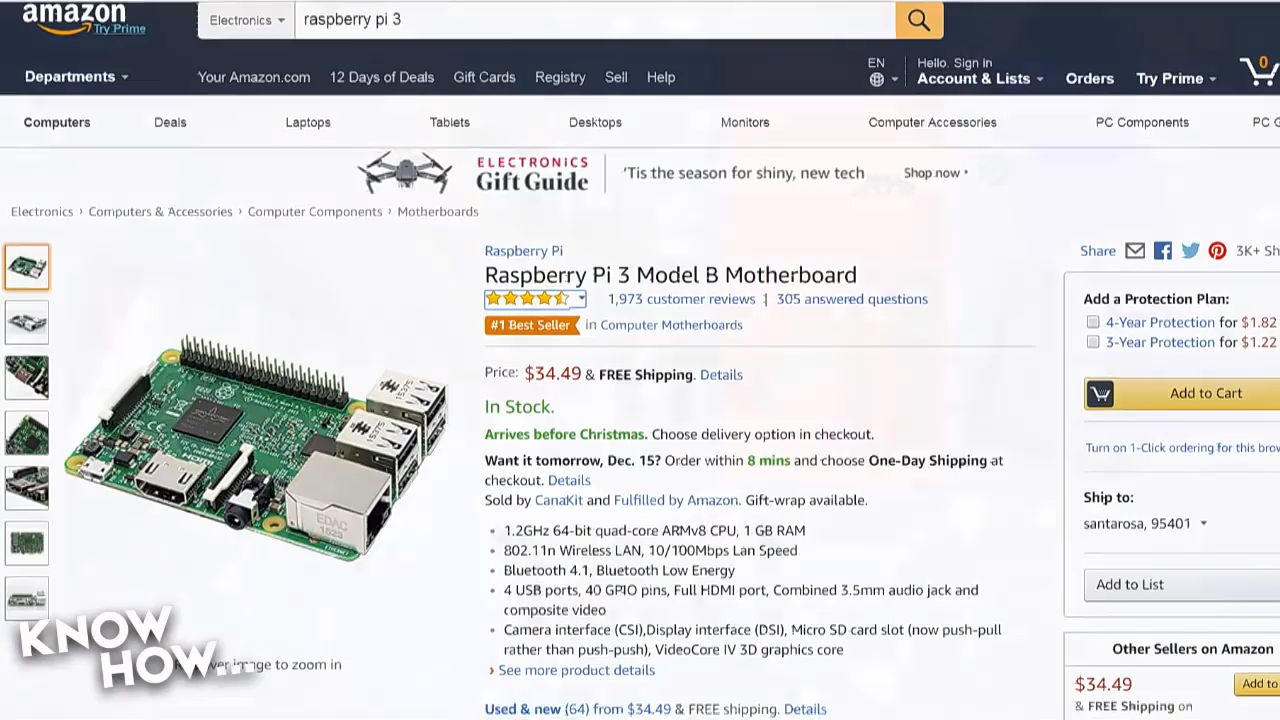 amazon
Try Prime
Electronics
raspberry pi 3
Departments
Your Amazon.com
12 Days of Deals
Gift Cards
Registry
Sell
Help
EN
Hello. Sign in
Account & Lists
Orders
Try Prime
0
Computers
Deals
Laptops
Tablets
Desktops
Monitors
Computer Accessories
PC Components
PC
ELECTRONICS
Gift Guide
'Tis the season for shiny, new tech
Shop now
Electronics › Computers & Accessories › Computer Components › Motherboards
Raspberry Pi
Raspberry Pi 3 Model B Motherboard
1,973 customer reviews | 305 answered questions
#1 Best Seller in Computer Motherboards
Price: $34.49 & FREE Shipping. Details
In Stock.
Arrives before Christmas. Choose delivery option in checkout.
Want it tomorrow, Dec. 15? Order within 8 mins and choose One-Day Shipping at
checkout. Details
Sold by CanaKit and Fulfilled by Amazon. Gift-wrap available.
• 1.2GHz 64-bit quad-core ARMv8 CPU, 1 GB RAM
• 802.11n Wireless LAN, 10/100Mbps Lan Speed
• Bluetooth 4.1, Bluetooth Low Energy
• 4 USB ports, 40 GPIO pins, Full HDMI port, Combined 3.5mm audio jack and
composite video
• Camera interface (CSI),Display interface (DSI), Micro SD card slot (now push-pull
rather than push-push), VideoCore IV 3D graphics core
› See more product details
Used & new (64) from $34.49 & FREE shipping. Details
Share
3K+ Sh
Add a Protection Plan:
4-Year Protection for $1.82
3-Year Protection for $1.22
Add to Cart
Turn on 1-Click ordering for this brow
Ship to:
santarosa, 95401
Add to List
Other Sellers on Amazon
$34.49
Add to
& FREE Shipping on
EDAC
ETHERNET
HDMI
KNOW
HOW...
image to zoom in